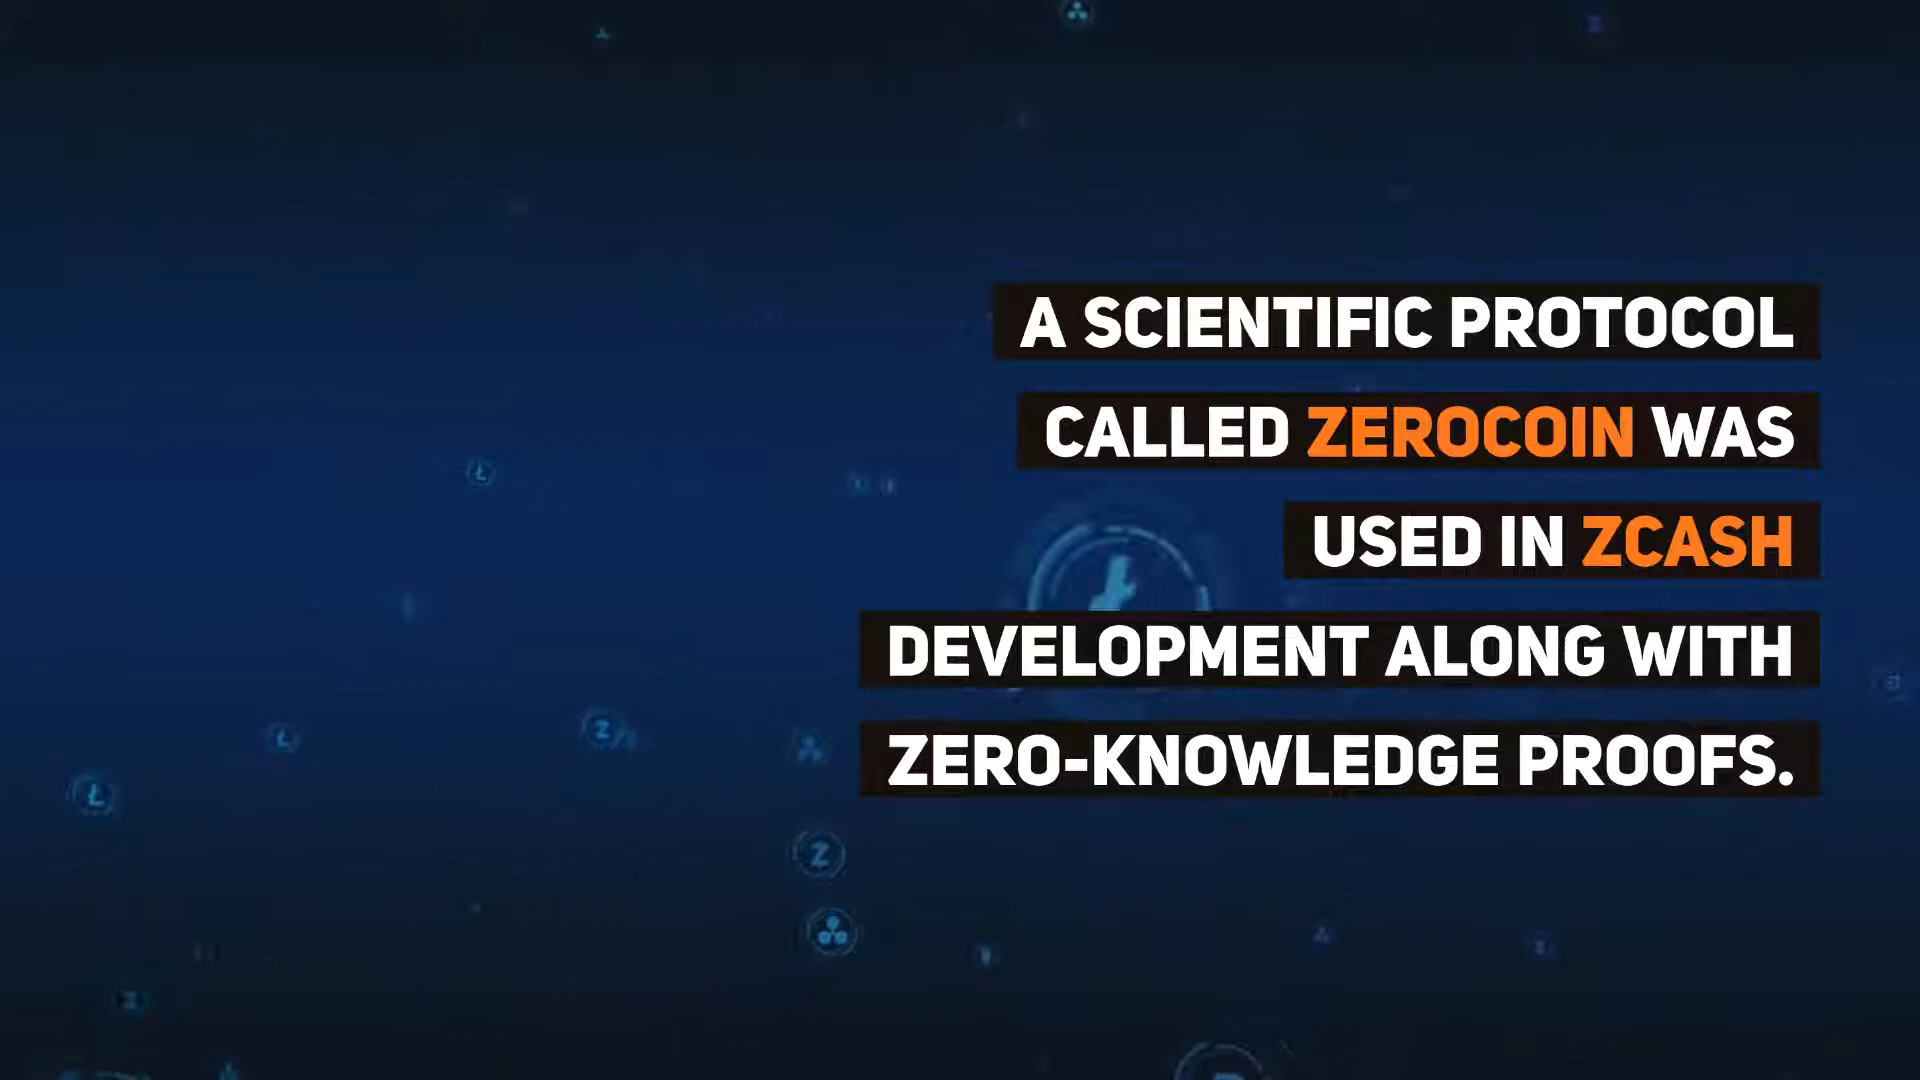 A SCIENTIFIC PROTOCOL
CALLED ZEROCOIN WAS
USED IN ZCASH
DEVELOPMENT ALONG WITH
ZERO-KNOWLEDGE PROOFS.